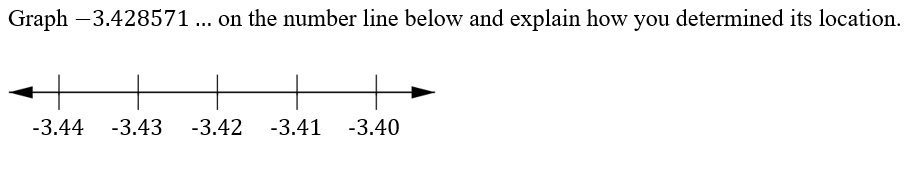 Graph −3.428571 ... on the number line below and explain how you determined its location.
-3.44 -3.43 -3.42 -3.41 -3.40